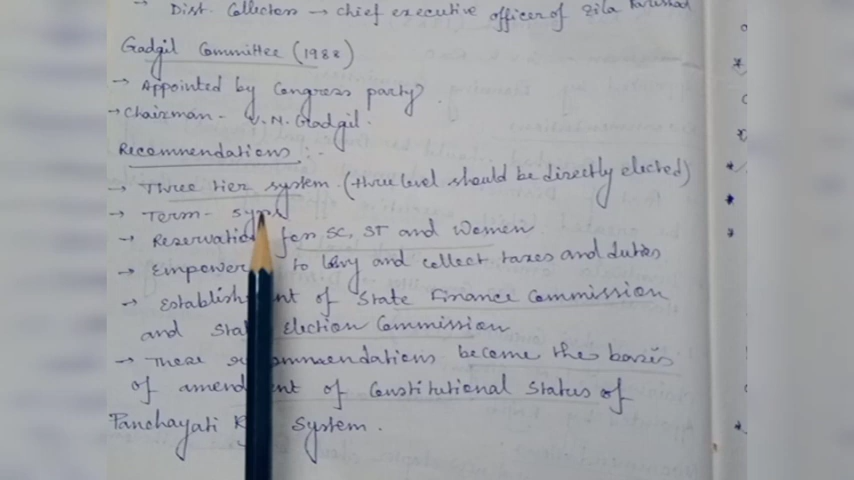 → Dist. Collectors → chief executive officer of Zila Parishad
Gadgil Committee (1988)
→ Appointed by Congress party?
→ Chairman - V.N. Gadgil.
Recommendations :-
→ Three tier system. (three level should be directly elected)
→ Term -
→ Reservation for SC, ST and Women
→ Empower to levy and collect taxes and duties
→ Establishment of State Finance Commission
and State Election Commission
→ These recommendations become the basis
of amendment of Constitutional Status of
Panchayati Raj System.